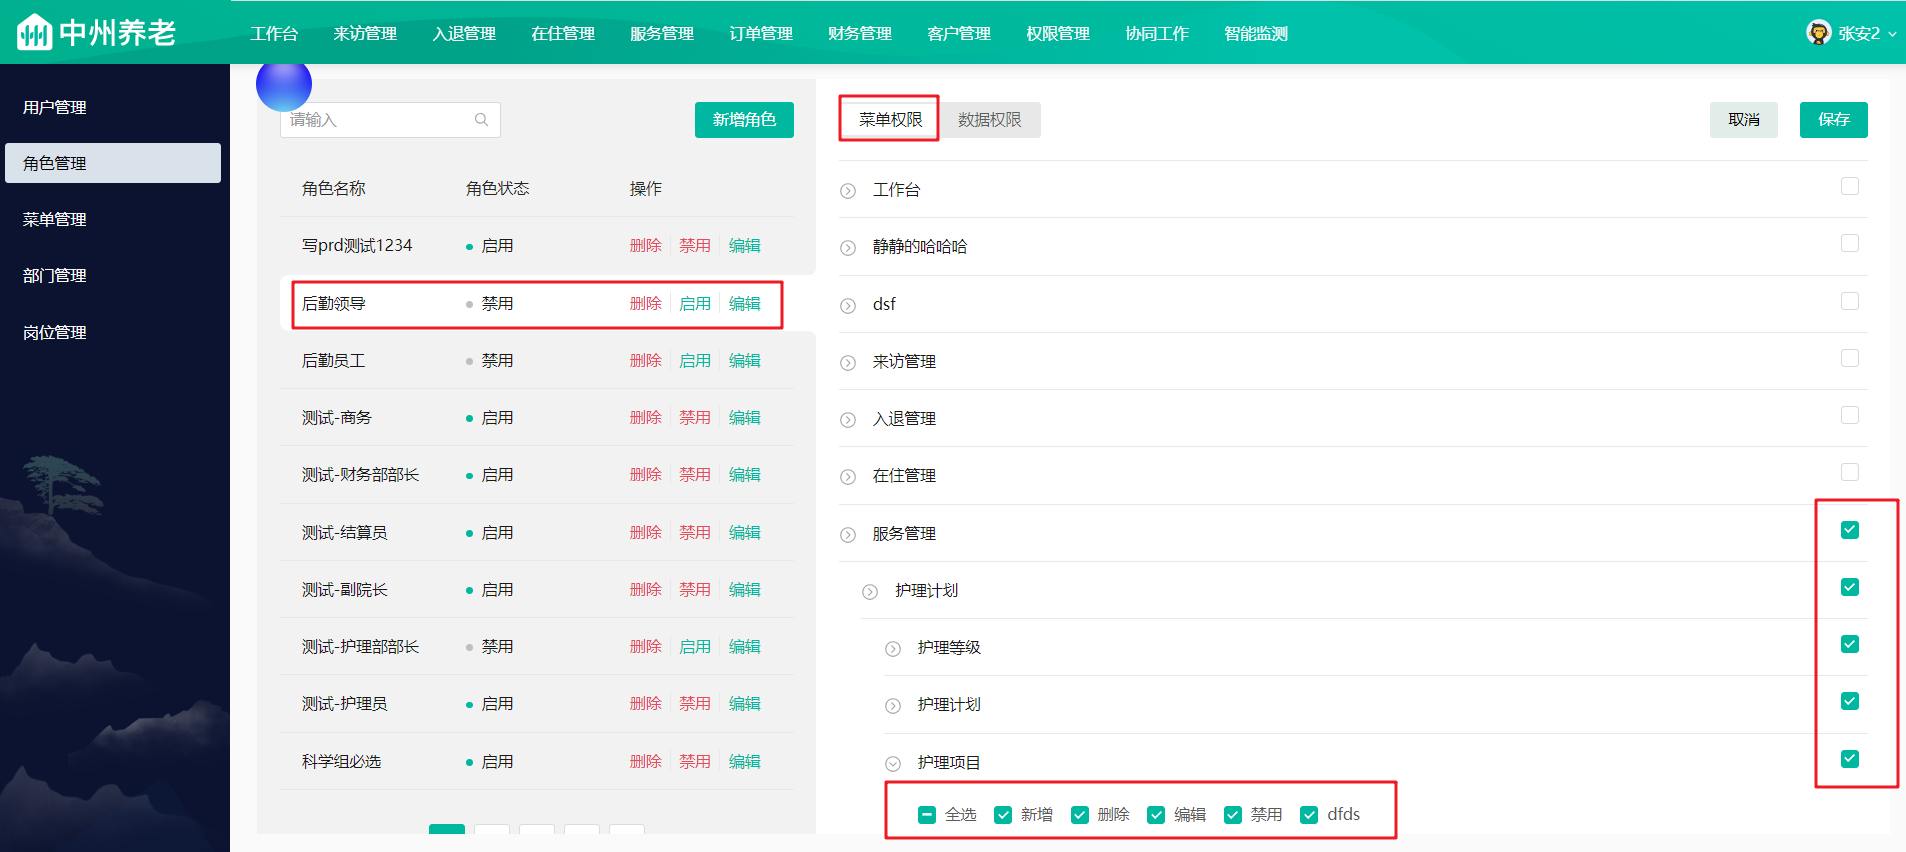 中州养老
工作台 来访管理 入退管理 在住管理 服务管理 订单管理 财务管理 客户管理 权限管理 协同工作 智能监测
张安2
用户管理
角色管理
菜单管理
部门管理
岗位管理
请输入
新增角色
角色名称 角色状态 操作
写prd测试1234 启用 删除 禁用 编辑
后勤领导 禁用 删除 启用 编辑
后勤员工 禁用 删除 启用 编辑
测试-商务 启用 删除 禁用 编辑
测试-财务部部长 启用 删除 禁用 编辑
测试-结算员 启用 删除 禁用 编辑
测试-副院长 启用 删除 禁用 编辑
测试-护理部部长 禁用 删除 启用 编辑
测试-护理员 启用 删除 禁用 编辑
科学组必选 启用 删除 禁用 编辑
菜单权限 数据权限
取消 保存
工作台
静静的哈哈哈
dsf
来访管理
入退管理
在住管理
服务管理
护理计划
护理等级
护理计划
护理项目
全选 新增 删除 编辑 禁用 dfds